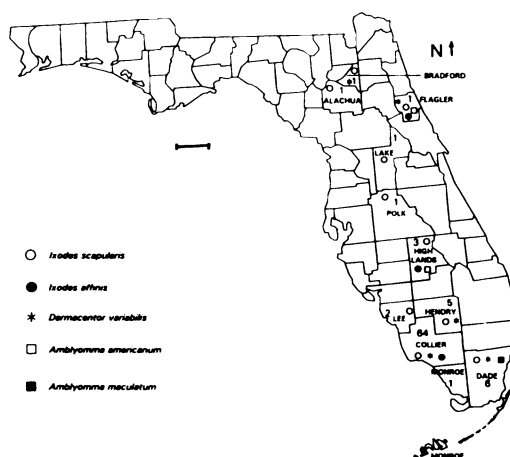 N
BRADFORD
1
1
ALACHUA
1
FLAGLER
1
LAKE
1
POLK
3
HIGH
LANDS
5
HENDRY
2
LEE
64
COLLIER
MONROE
1
DADE
6
MONROE
Ixodes scapularis
Ixodes affinis
Dermacentor variabilis
Amblyomma americanum
Amblyomma maculatum